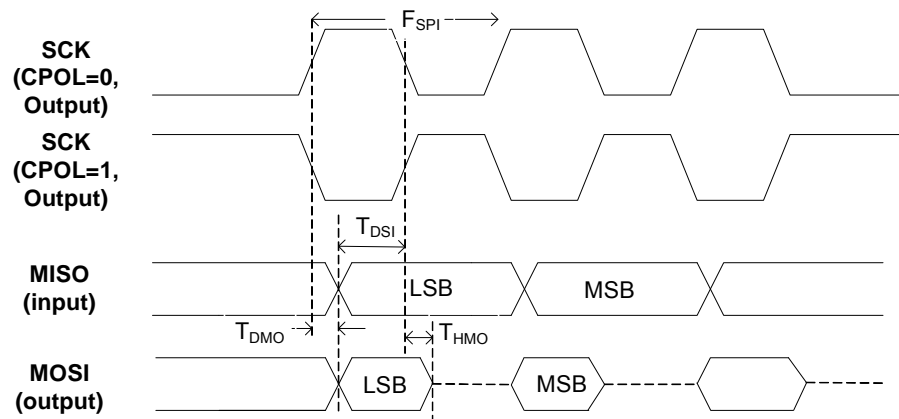 F_SPI
SCK
(CPOL=0,
Output)
SCK
(CPOL=1,
Output)
T_DSI
MISO
(input)
LSB
MSB
T_DMO
T_HMO
MOSI
(output)
LSB
MSB